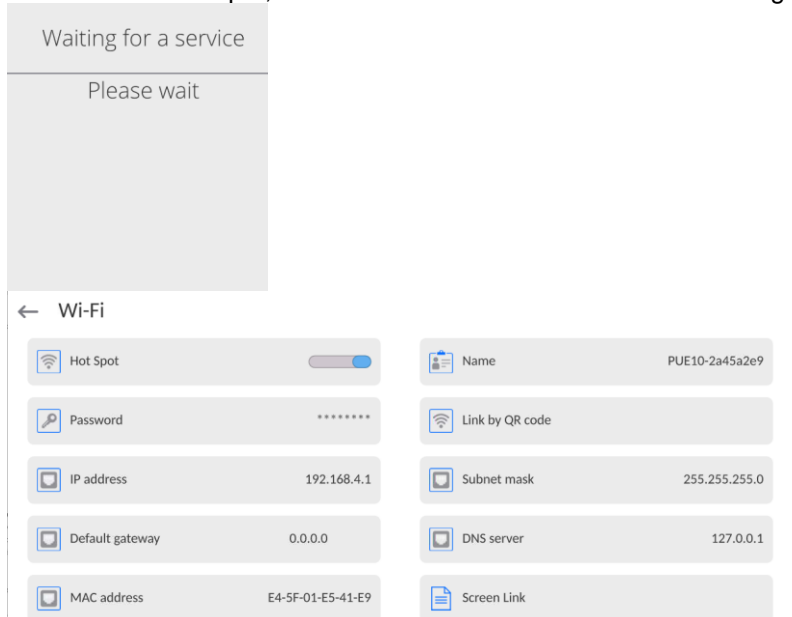 Waiting for a service
Please wait
← Wi-Fi
Hot Spot
Name PUE10-2a45a2e9
Password ********
Link by QR code
IP address 192.168.4.1
Subnet mask 255.255.255.0
Default gateway 0.0.0.0
DNS server 127.0.0.1
MAC address E4-5F-01-E5-41-E9
Screen Link